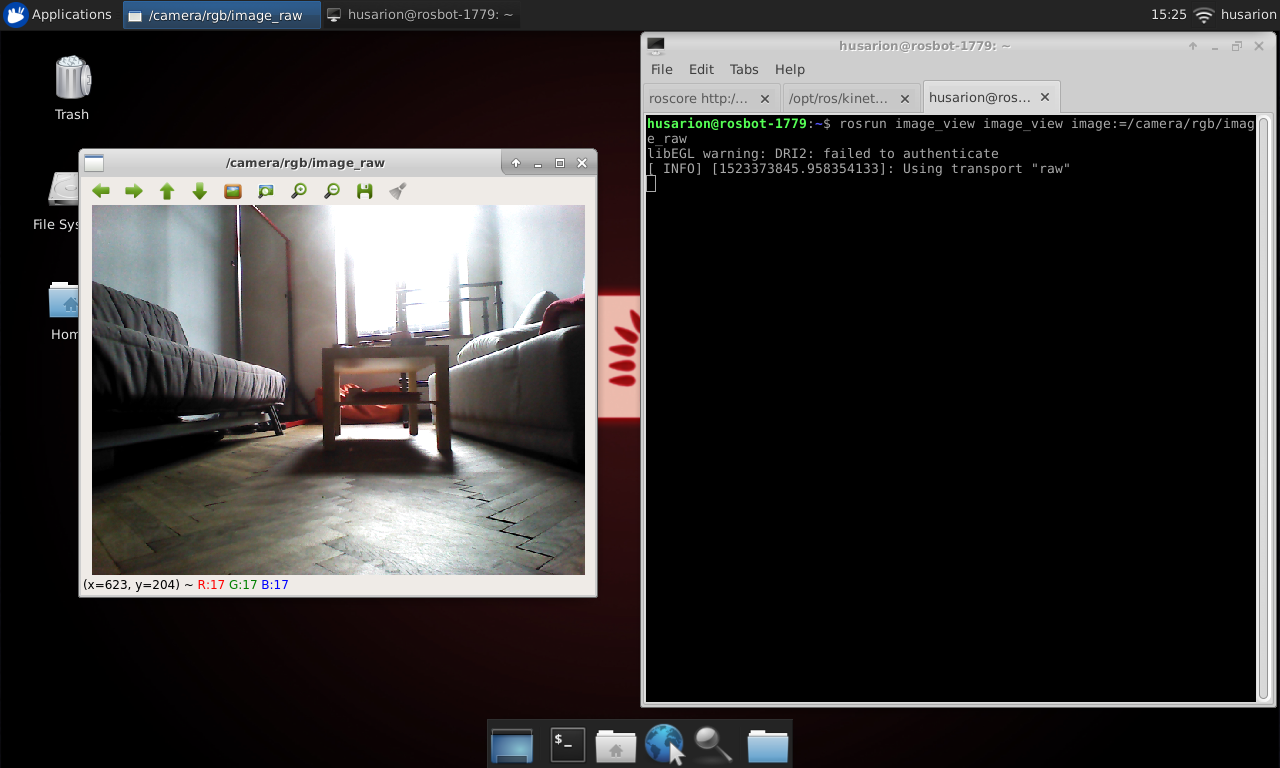 Applications
/camera/rgb/image_raw
husarion@rosbot-1779: ~
15:25
husarion
Trash
File Sys
Hom
/camera/rgb/image_raw
(x=623, y=204) ~ R:17 G:17 B:17
husarion@rosbot-1779: ~
File Edit Tabs Help
roscore http:/...
/opt/ros/kinet...
husarion@ros...
husarion@rosbot-1779:~$ rosrun image_view image_view image:=/camera/rgb/imag
e_raw
libEGL warning: DRI2: failed to authenticate
[ INFO] [1523373845.958354133]: Using transport "raw"
$_